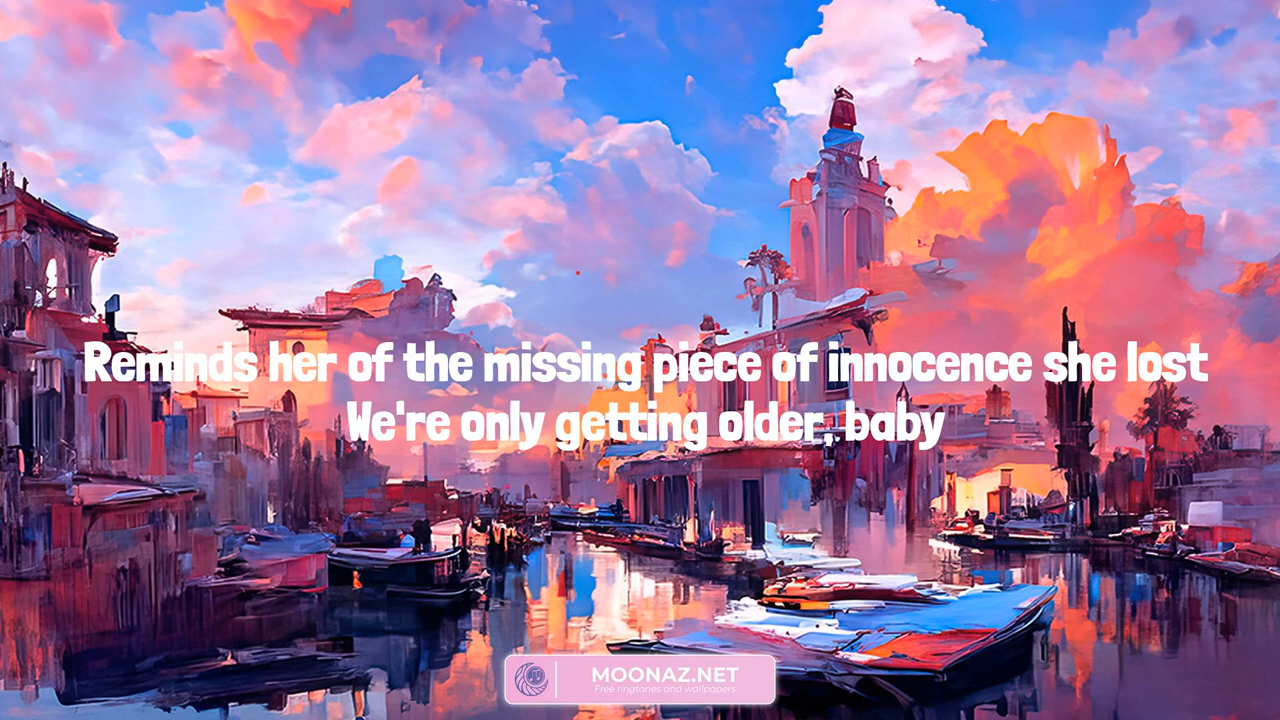 Reminds her of the missing piece of innocence she lost
We're only getting older, baby
MOONAZ.NET
Free ringtones and wallpapers